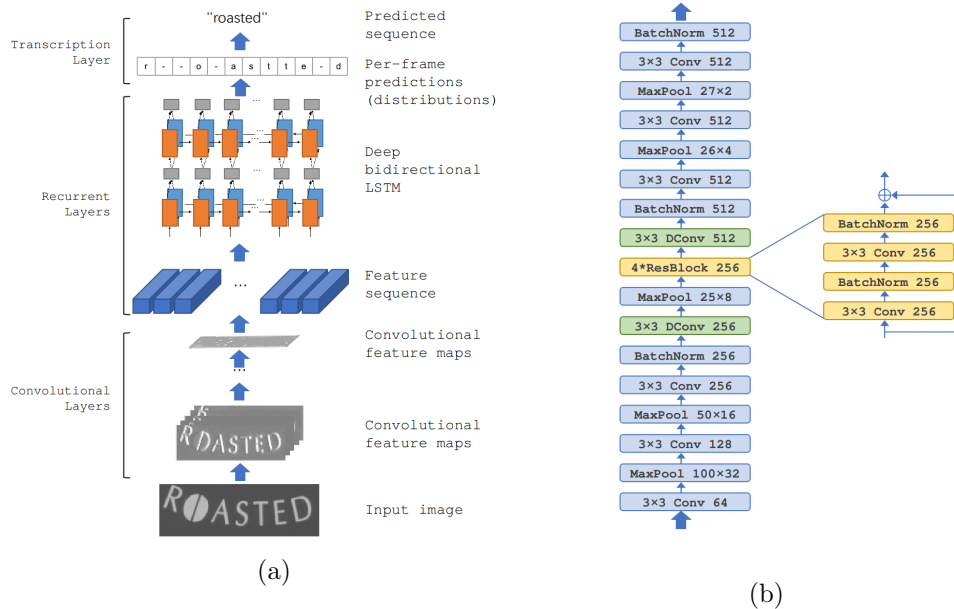 "roasted"
Predicted sequence
Transcription Layer
r - - o - a s t t e - d
Per-frame predictions (distributions)
...
...
...
Deep bidirectional LSTM
Recurrent Layers
...
Feature sequence
Convolutional feature maps
...
Convolutional Layers
ROASTED
Convolutional feature maps
ROASTED
Input image
(a)
BatchNorm 512
3×3 Conv 512
MaxPool 27×2
3×3 Conv 512
MaxPool 26×4
3×3 Conv 512
BatchNorm 512
3×3 DConv 512
4*ResBlock 256
MaxPool 25×8
3×3 DConv 256
BatchNorm 256
3×3 Conv 256
MaxPool 50×16
3×3 Conv 128
MaxPool 100×32
3×3 Conv 64
BatchNorm 256
3×3 Conv 256
BatchNorm 256
3×3 Conv 256
(b)